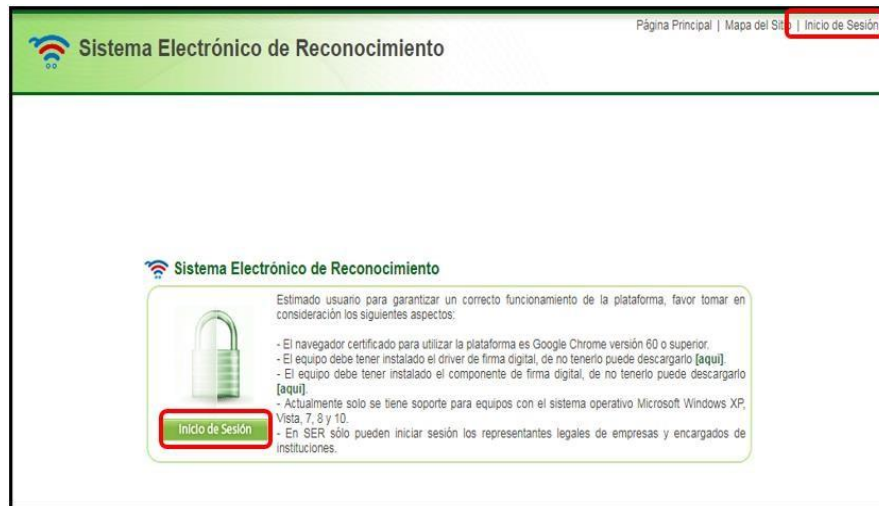 Página Principal | Mapa del Sitio | Inicio de Sesión
Sistema Electrónico de Reconocimiento
Sistema Electrónico de Reconocimiento
Estimado usuario para garantizar un correcto funcionamiento de la plataforma, favor tomar en
consideración los siguientes aspectos:
- El navegador certificado para utilizar la plataforma es Google Chrome versión 60 o superior.
- El equipo debe tener instalado el driver de firma digital, de no tenerlo puede descargarlo [aquí].
- El equipo debe tener instalado el componente de firma digital, de no tenerlo puede descargarlo
[aquí].
- Actualmente solo se tiene soporte para equipos con el sistema operativo Microsoft Windows XP,
Vista, 7, 8 y 10.
- En SER sólo pueden iniciar sesión los representantes legales de empresas y encargados de
instituciones.
Inicio de Sesión